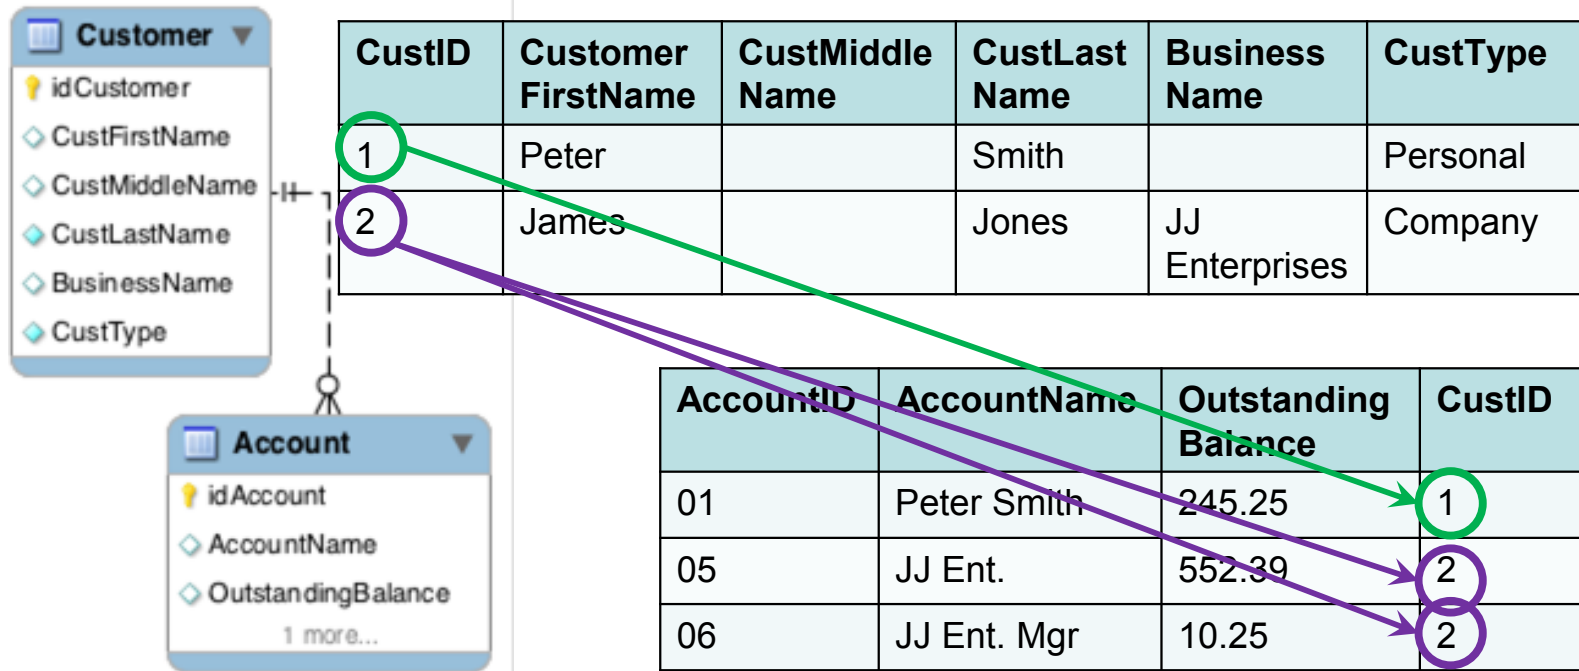 Customer
idCustomer
CustFirstName
CustMiddleName
CustLastName
BusinessName
CustType
CustID Customer FirstName CustMiddle Name CustLast Name Business Name CustType
1 Peter Smith Personal
2 James Jones JJ Enterprises Company
Account
idAccount
AccountName
OutstandingBalance
1 more...
AccountID AccountName Outstanding Balance CustID
01 Peter Smith 245.25 1
05 JJ Ent. 552.39 2
06 JJ Ent. Mgr 10.25 2